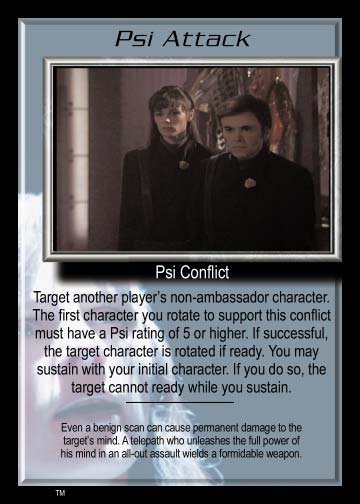 Psi Attack
Psi Conflict
Target another player's non-ambassador character.
The first character you rotate to support this conflict
must have a Psi rating of 5 or higher. If successful,
the target character is rotated if ready. You may
sustain with your initial character. If you do so, the
target cannot ready while you sustain.
Even a benign scan can cause permanent damage to the
target's mind. A telepath who unleashes the full power of
his mind in an all-out assault wields a formidable weapon.
TM